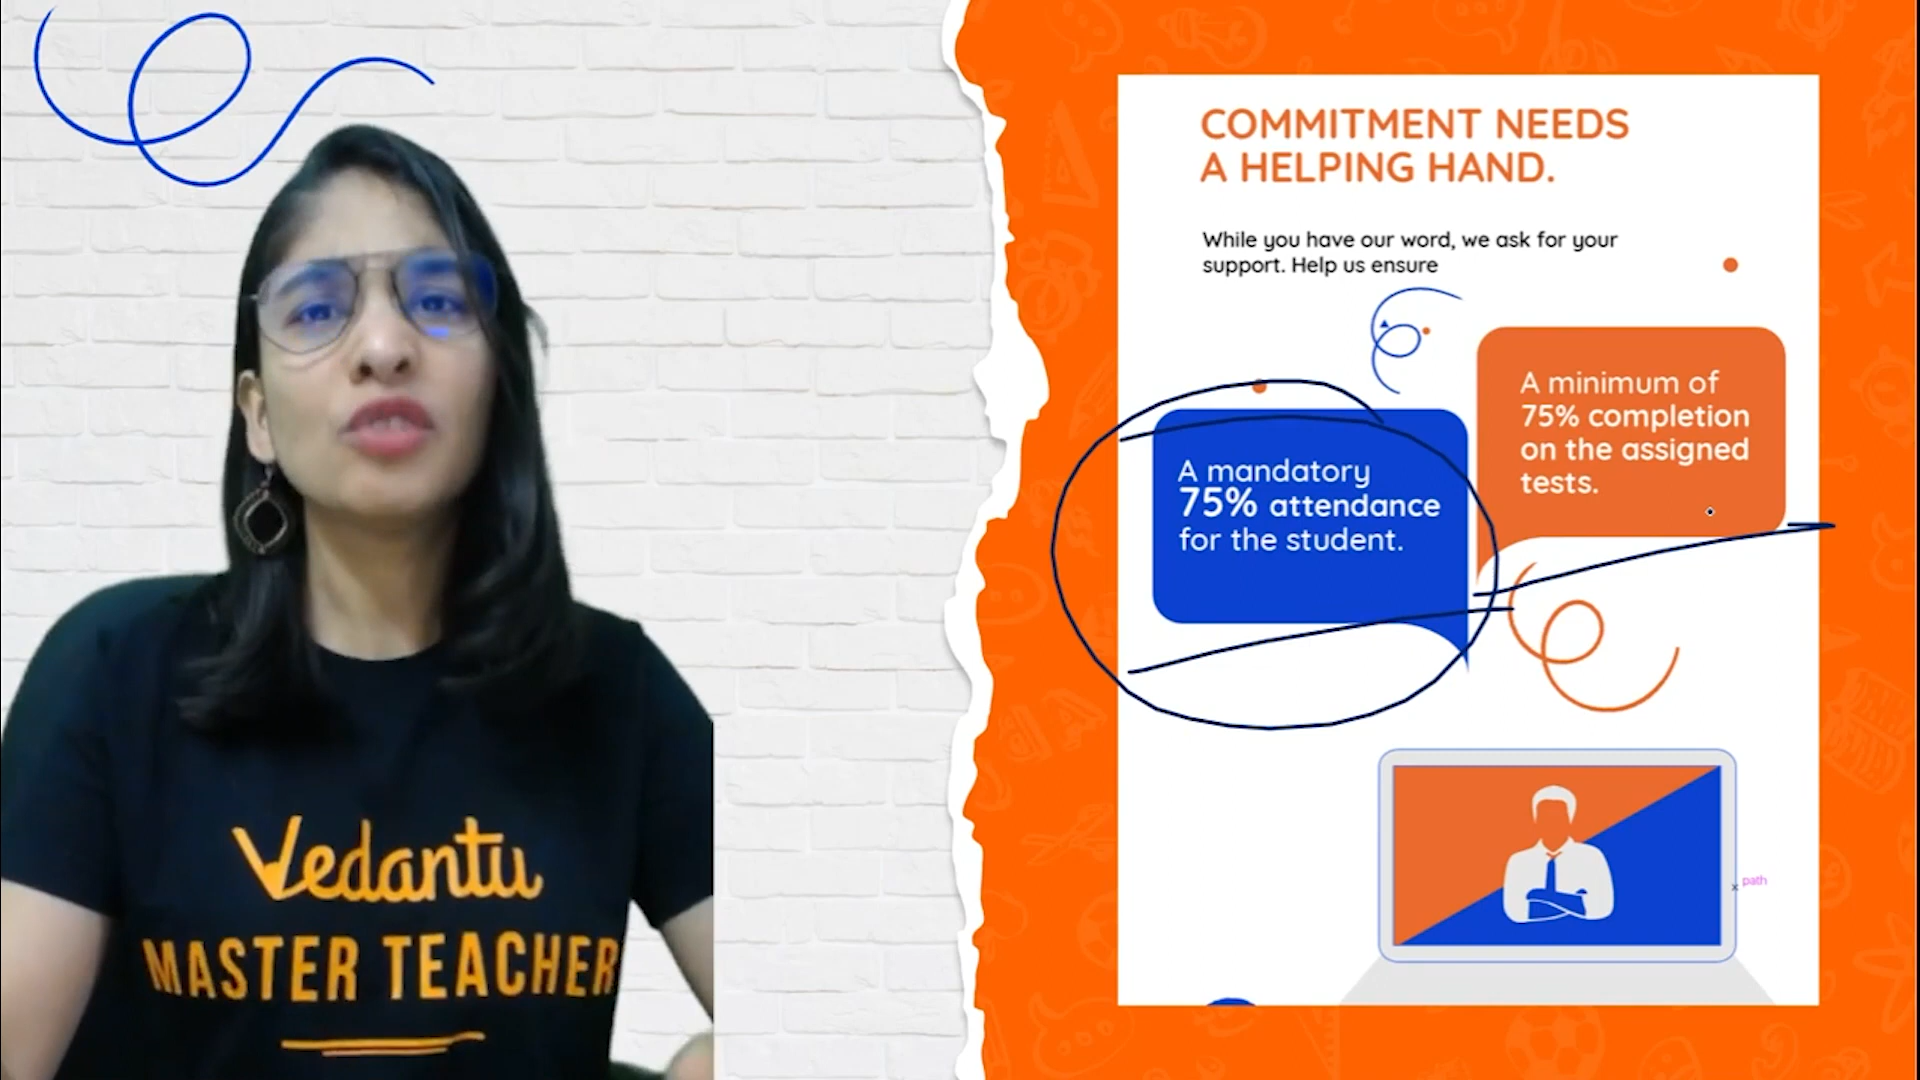 COMMITMENT NEEDS
A HELPING HAND.
While you have our word, we ask for your
support. Help us ensure
A minimum of
75% completion
on the assigned
tests.
A mandatory
75% attendance
for the student.
path
Vedantu
MASTER TEACHER